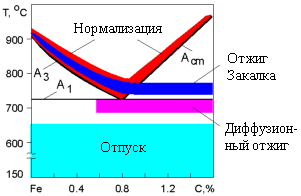 T, °C
Нормализация
900
A3
Acm
Отжиг
Закалка
800
A1
700
Диффузион-
ный отжиг
600
Отпуск
150
Fe 0.4 0.8 1.2 C,%